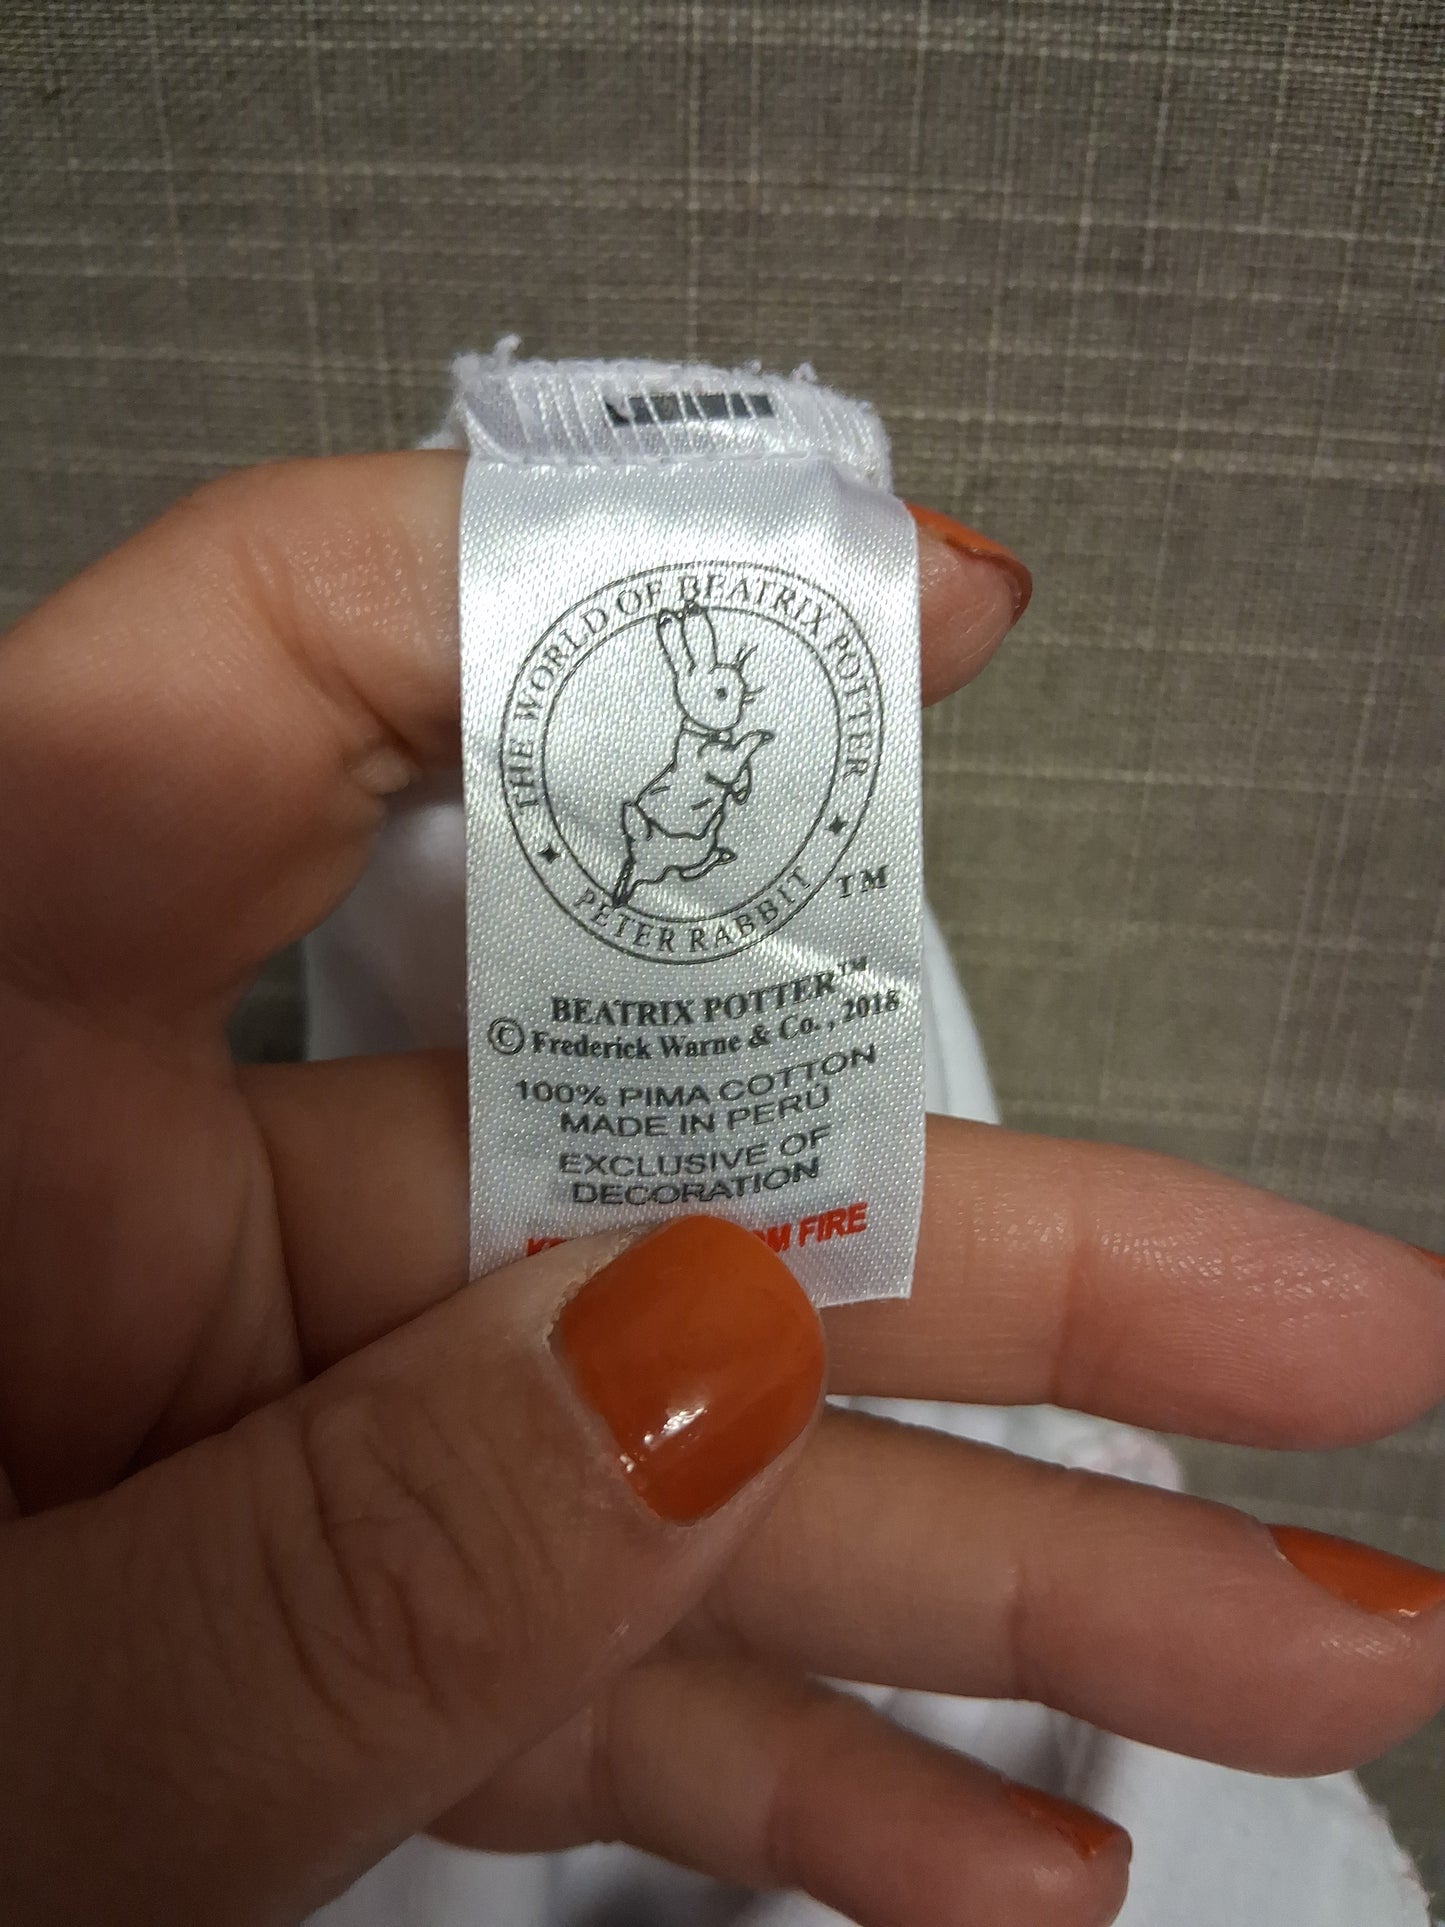 THE WORLD OF BEATRIX POTTER
PETER RABBIT TM
BEATRIX POTTER™
© Frederick Warne & Co., 2018
100% PIMA COTTON
MADE IN PERÚ
EXCLUSIVE OF
DECORATION
FIRE